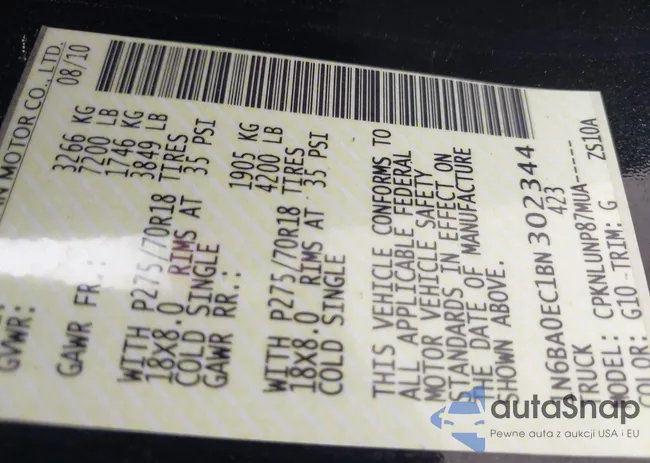 N MOTOR CO., LTD.
08/10
GVWR: 3266 KG
7200 LB
GAWR FR.: 1746 KG
3849 LB
WITH P275/70R18 TIRES
18X8.0 RIMS AT 35 PSI
COLD SINGLE
GAWR RR.: 1905 KG
4200 LB
WITH P275/70R18 TIRES
18X8.0 RIMS AT 35 PSI
COLD SINGLE
THIS VEHICLE CONFORMS TO
ALL APPLICABLE FEDERAL
MOTOR VEHICLE SAFETY
STANDARDS IN EFFECT ON
THE DATE OF MANUFACTURE
SHOWN ABOVE.
1N6BA0EC1BN302344
TRUCK 423
MODEL: CPKNLUNP87MUA-----
COLOR: G10 TRIM: G ZS10A
autaSnap
Pewne auta z aukcji USA i EU